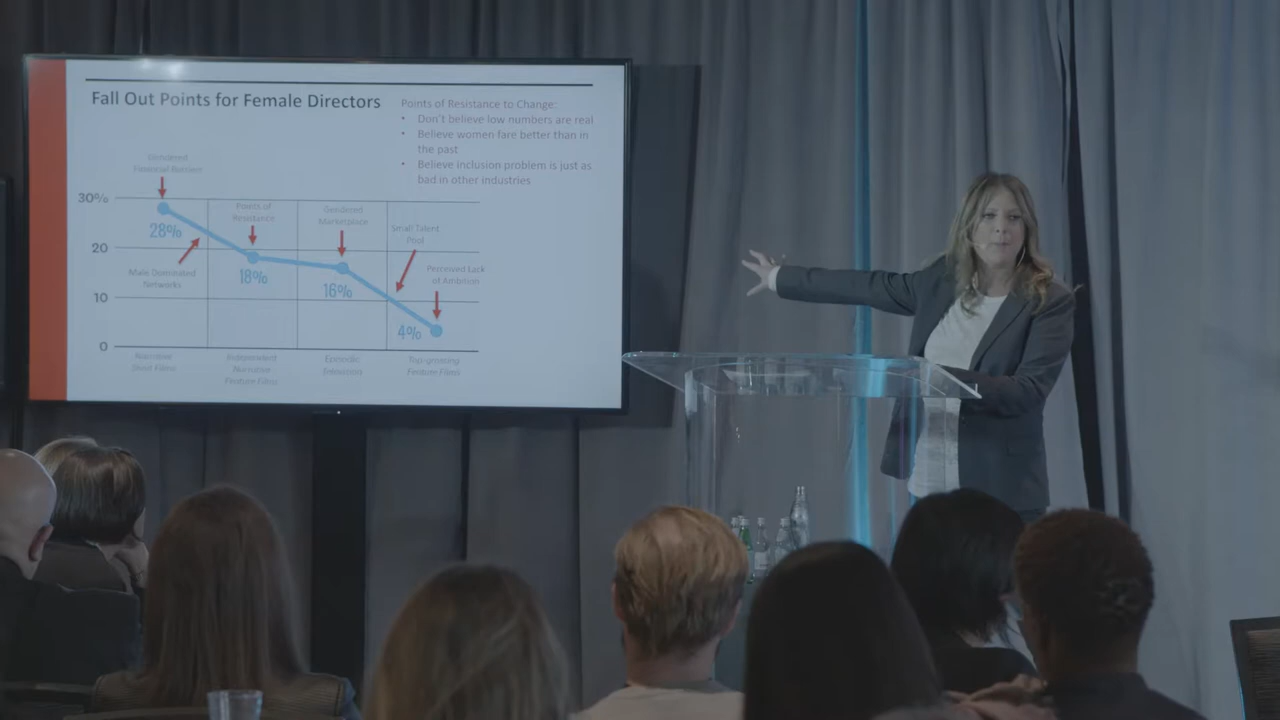 Fall Out Points for Female Directors
Points of Resistance to Change:
• Don't believe low numbers are real
• Believe women fare better than in
the past
• Believe inclusion problem is just as
bad in other industries
Gendered
Financial Barriers
30%
28%
Points of
Resistance
Gendered
Marketplace
Small Talent
Pool
20
Male Dominated
Networks
18%
16%
Perceived Lack
of Ambition
10
4%
0
Narrative
Short Films
Independent
Narrative
Feature Films
Episodic
Television
Top-grossing
Feature Films